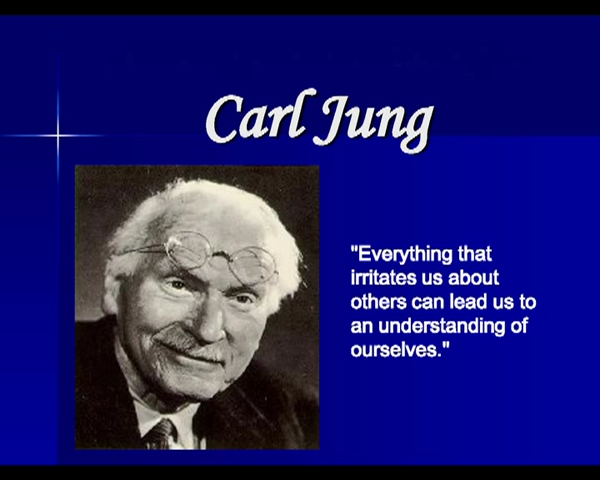 Carl Jung
"Everything that
irritates us about
others can lead us to
an understanding of
ourselves."